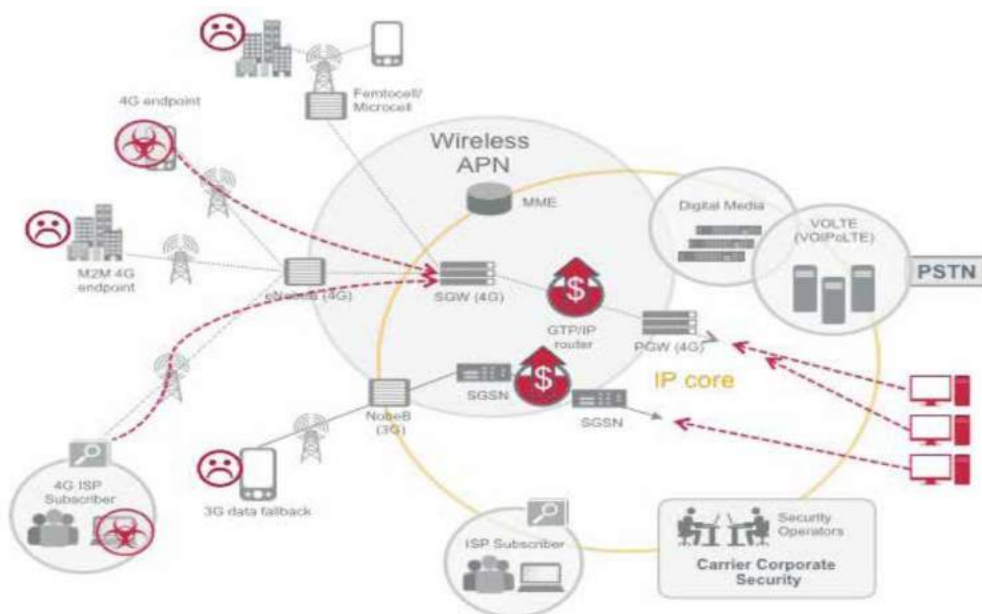 Femtocell/
Microcell
4G endpoint
Wireless
APN
MME
Digital Media
VOLTE
(VOIPoLTE)
PSTN
M2M 4G
endpoint
eNobeB (4G)
SGW (4G)
$
GTP/IP
router
PGW (4G)
IP core
SGSN
$
SGSN
NobeB
(3G)
4G ISP
Subscriber
3G data fallback
ISP Subscriber
Security
Operators
Carrier Corporate
Security